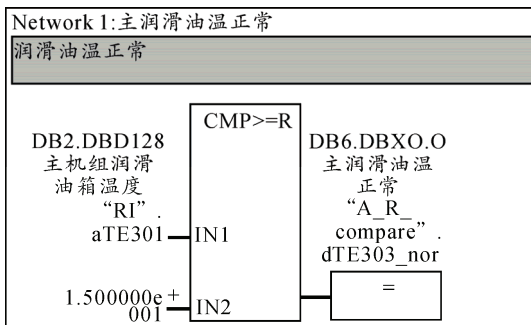 Network 1:主润滑油温正常
润滑油温正常
CMP>=R
DB2.DBD128
主机组润滑
油箱温度
“RI”.
aTE301
IN1
1.500000e+
001
IN2
DB6.DBXO.O
主润滑油温
正常
“A_R_
compare”.
dTE303_nor
=